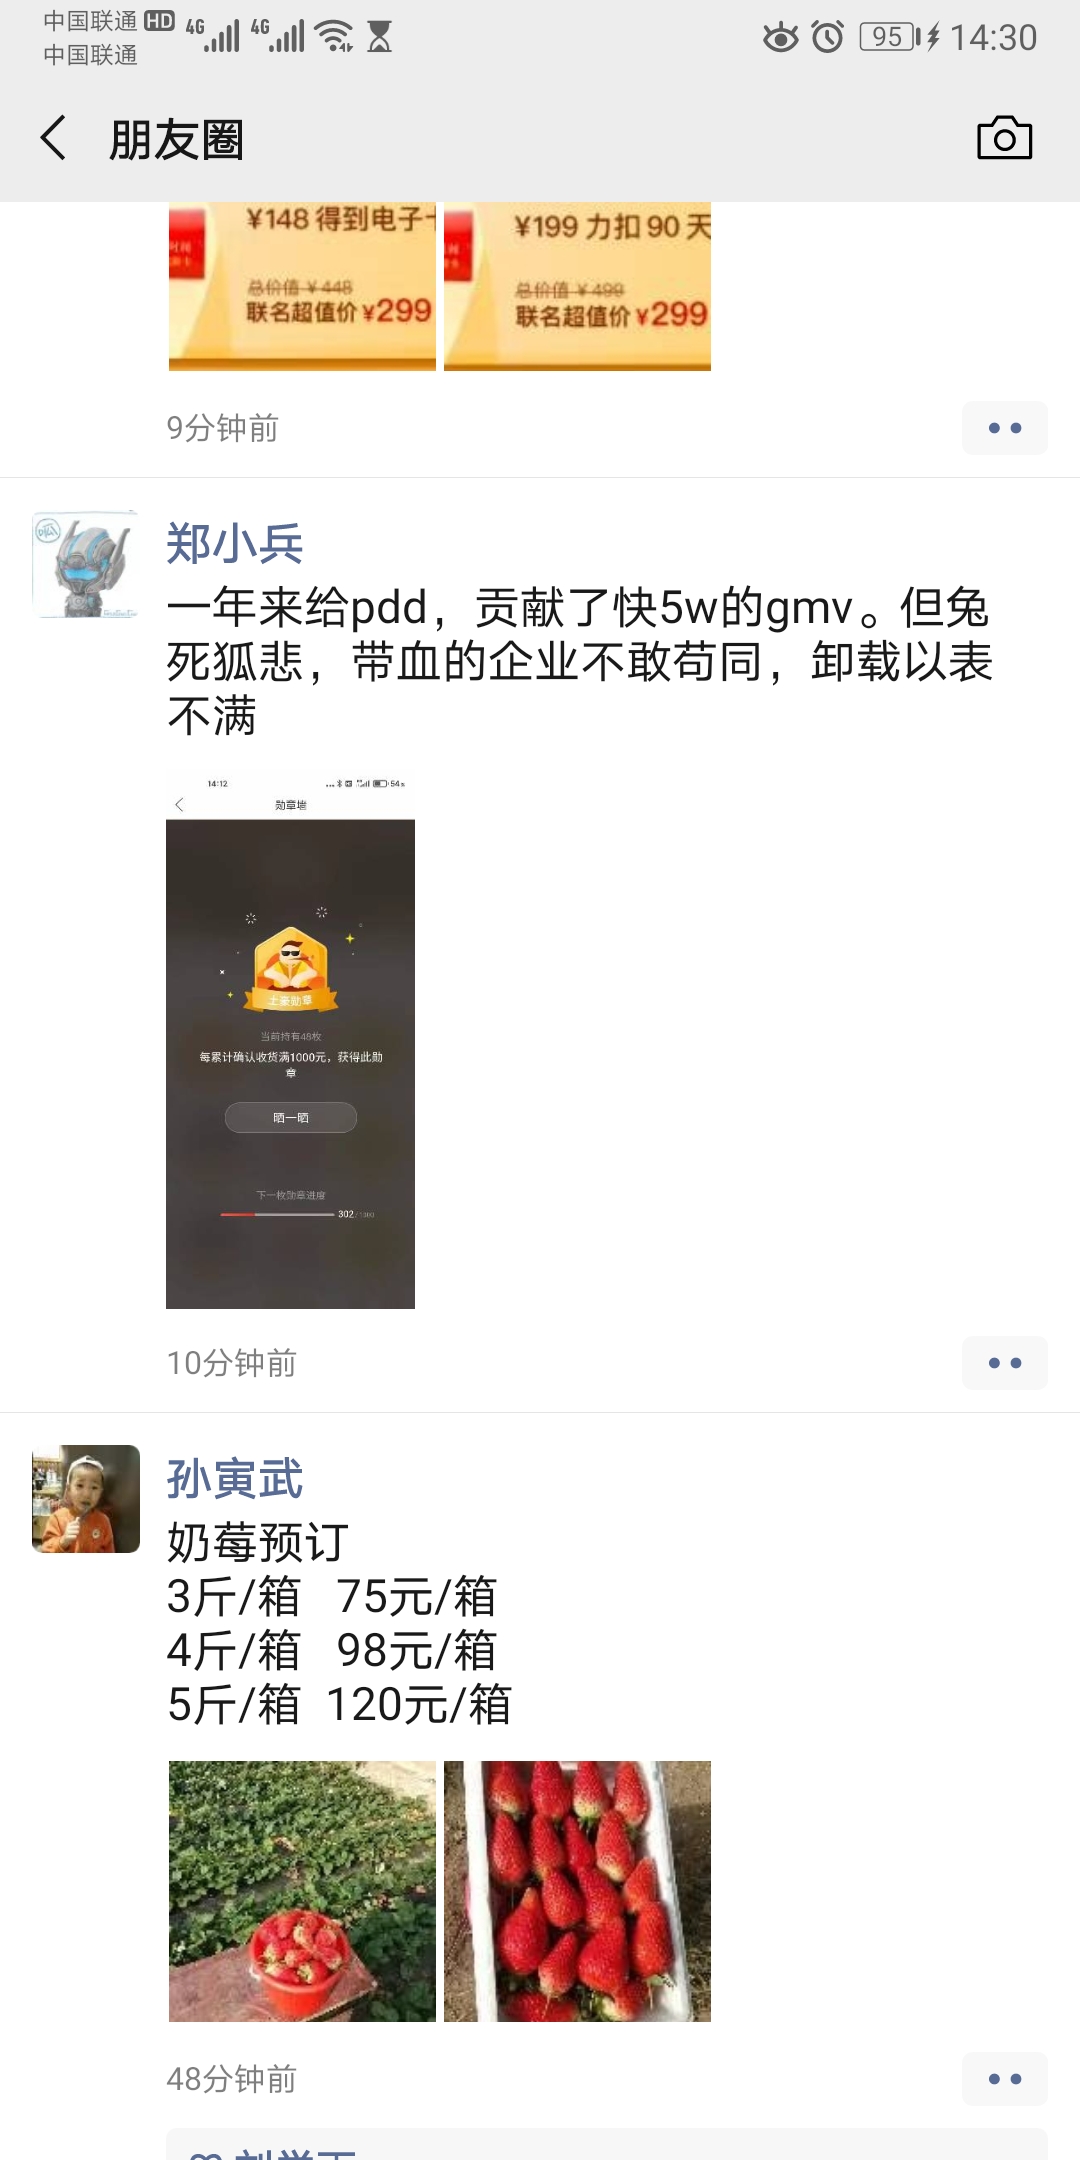 中国联通 HD 4G 4G 95 14:30
中国联通
朋友圈
¥148 得到电子
¥199 力扣 90 天
总价值 ¥448
总价值 ¥499
联名超值价 ¥299
联名超值价 ¥299
9分钟前
郑小兵
一年来给pdd，贡献了快5w的gmv。但兔
死狐悲，带血的企业不敢苟同，卸载以表
不满
14:12
勋章墙
土豪勋章
当前持有48枚
每累计确认收货满1000元，获得此勋
章
晒一晒
下一枚勋章进度
302/1000
10分钟前
孙寅武
奶莓预订
3斤/箱 75元/箱
4斤/箱 98元/箱
5斤/箱 120元/箱
48分钟前